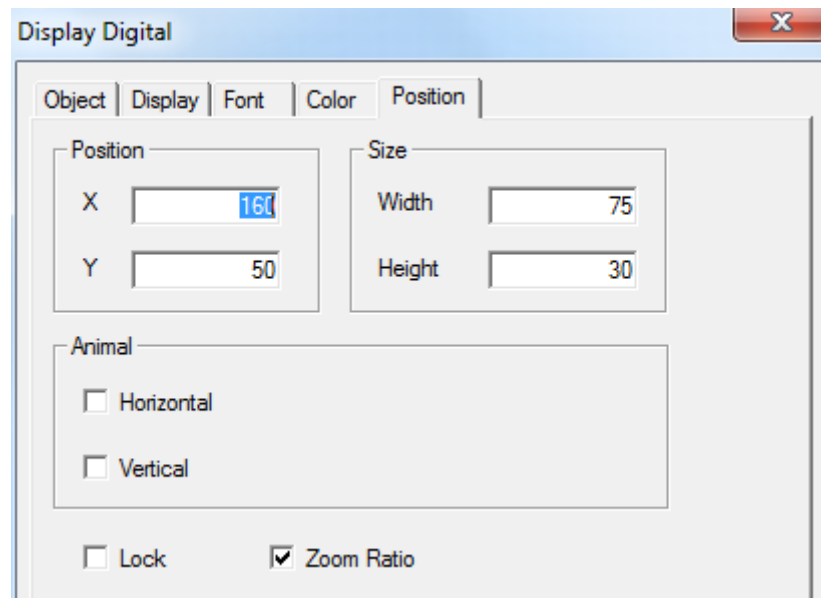 Display Digital
x
Object Display Font Color Position
Position Size
X 160 Width 75
Y 50 Height 30
Animal
Horizontal
Vertical
Lock Zoom Ratio